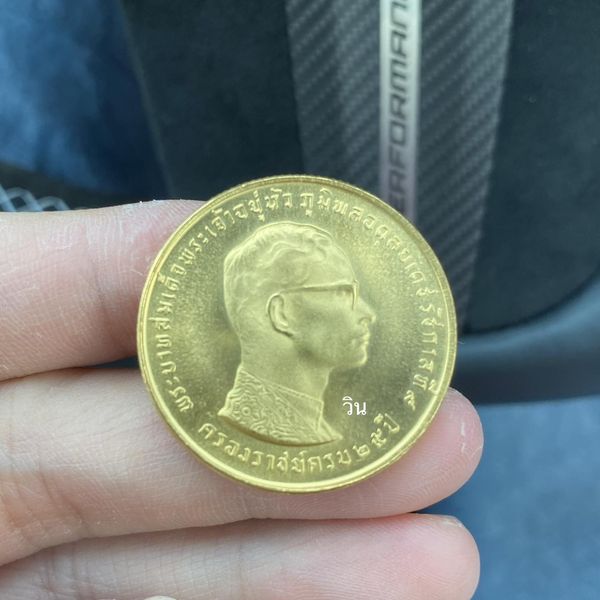 PERFORMAN
พระบาทสมเด็จพระเจ้าอยู่หัว ภูมิพลอดุลยเดช รัชกาลที่ ๙
ครองราชย์ครบ ๒๕ ปี
วิน